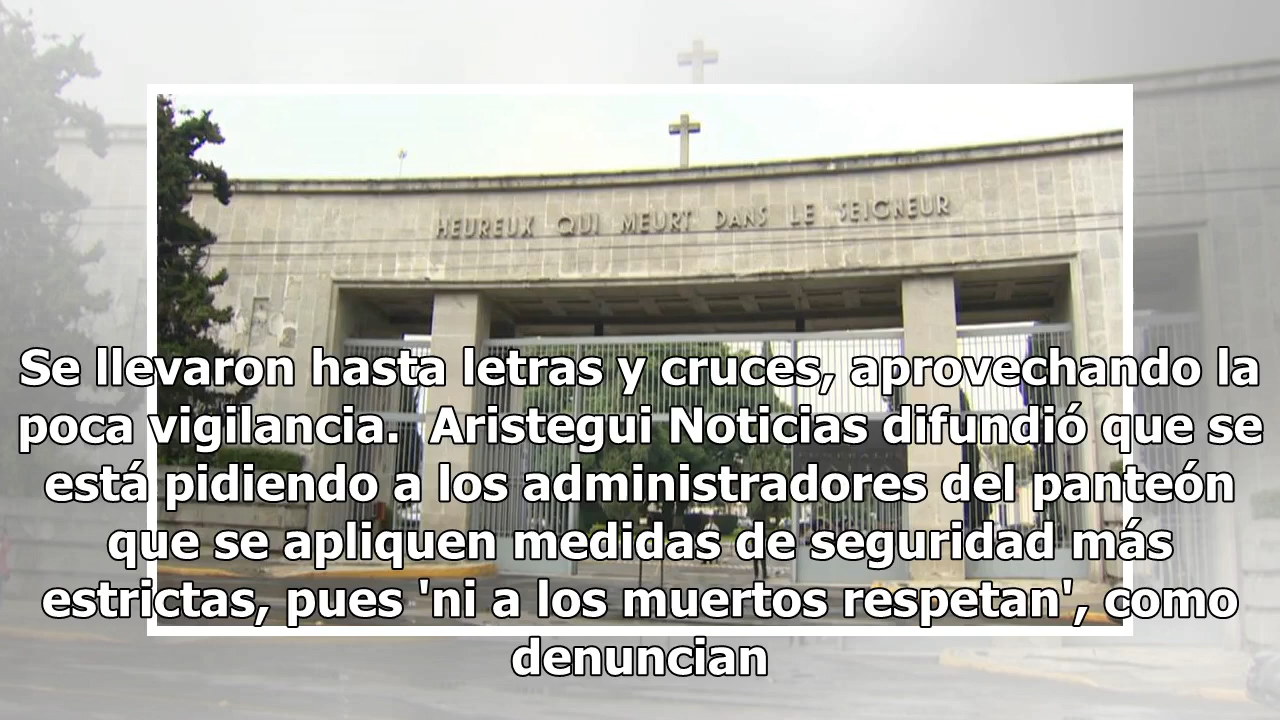 HEUREUX QUI MEURT DANS LE SEIGNEUR
Se llevaron hasta letras y cruces, aprovechando la
poca vigilancia.  Aristegui Noticias difundió que se
está pidiendo a los administradores del panteón
que se apliquen medidas de seguridad más
estrictas, pues 'ni a los muertos respetan', como
denuncian